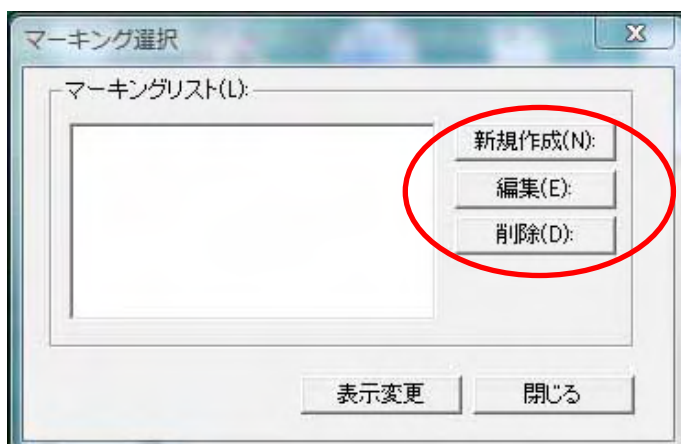 マーキング選択
マーキングリスト(L):
新規作成(N):
編集(E):
削除(D):
表示変更
閉じる